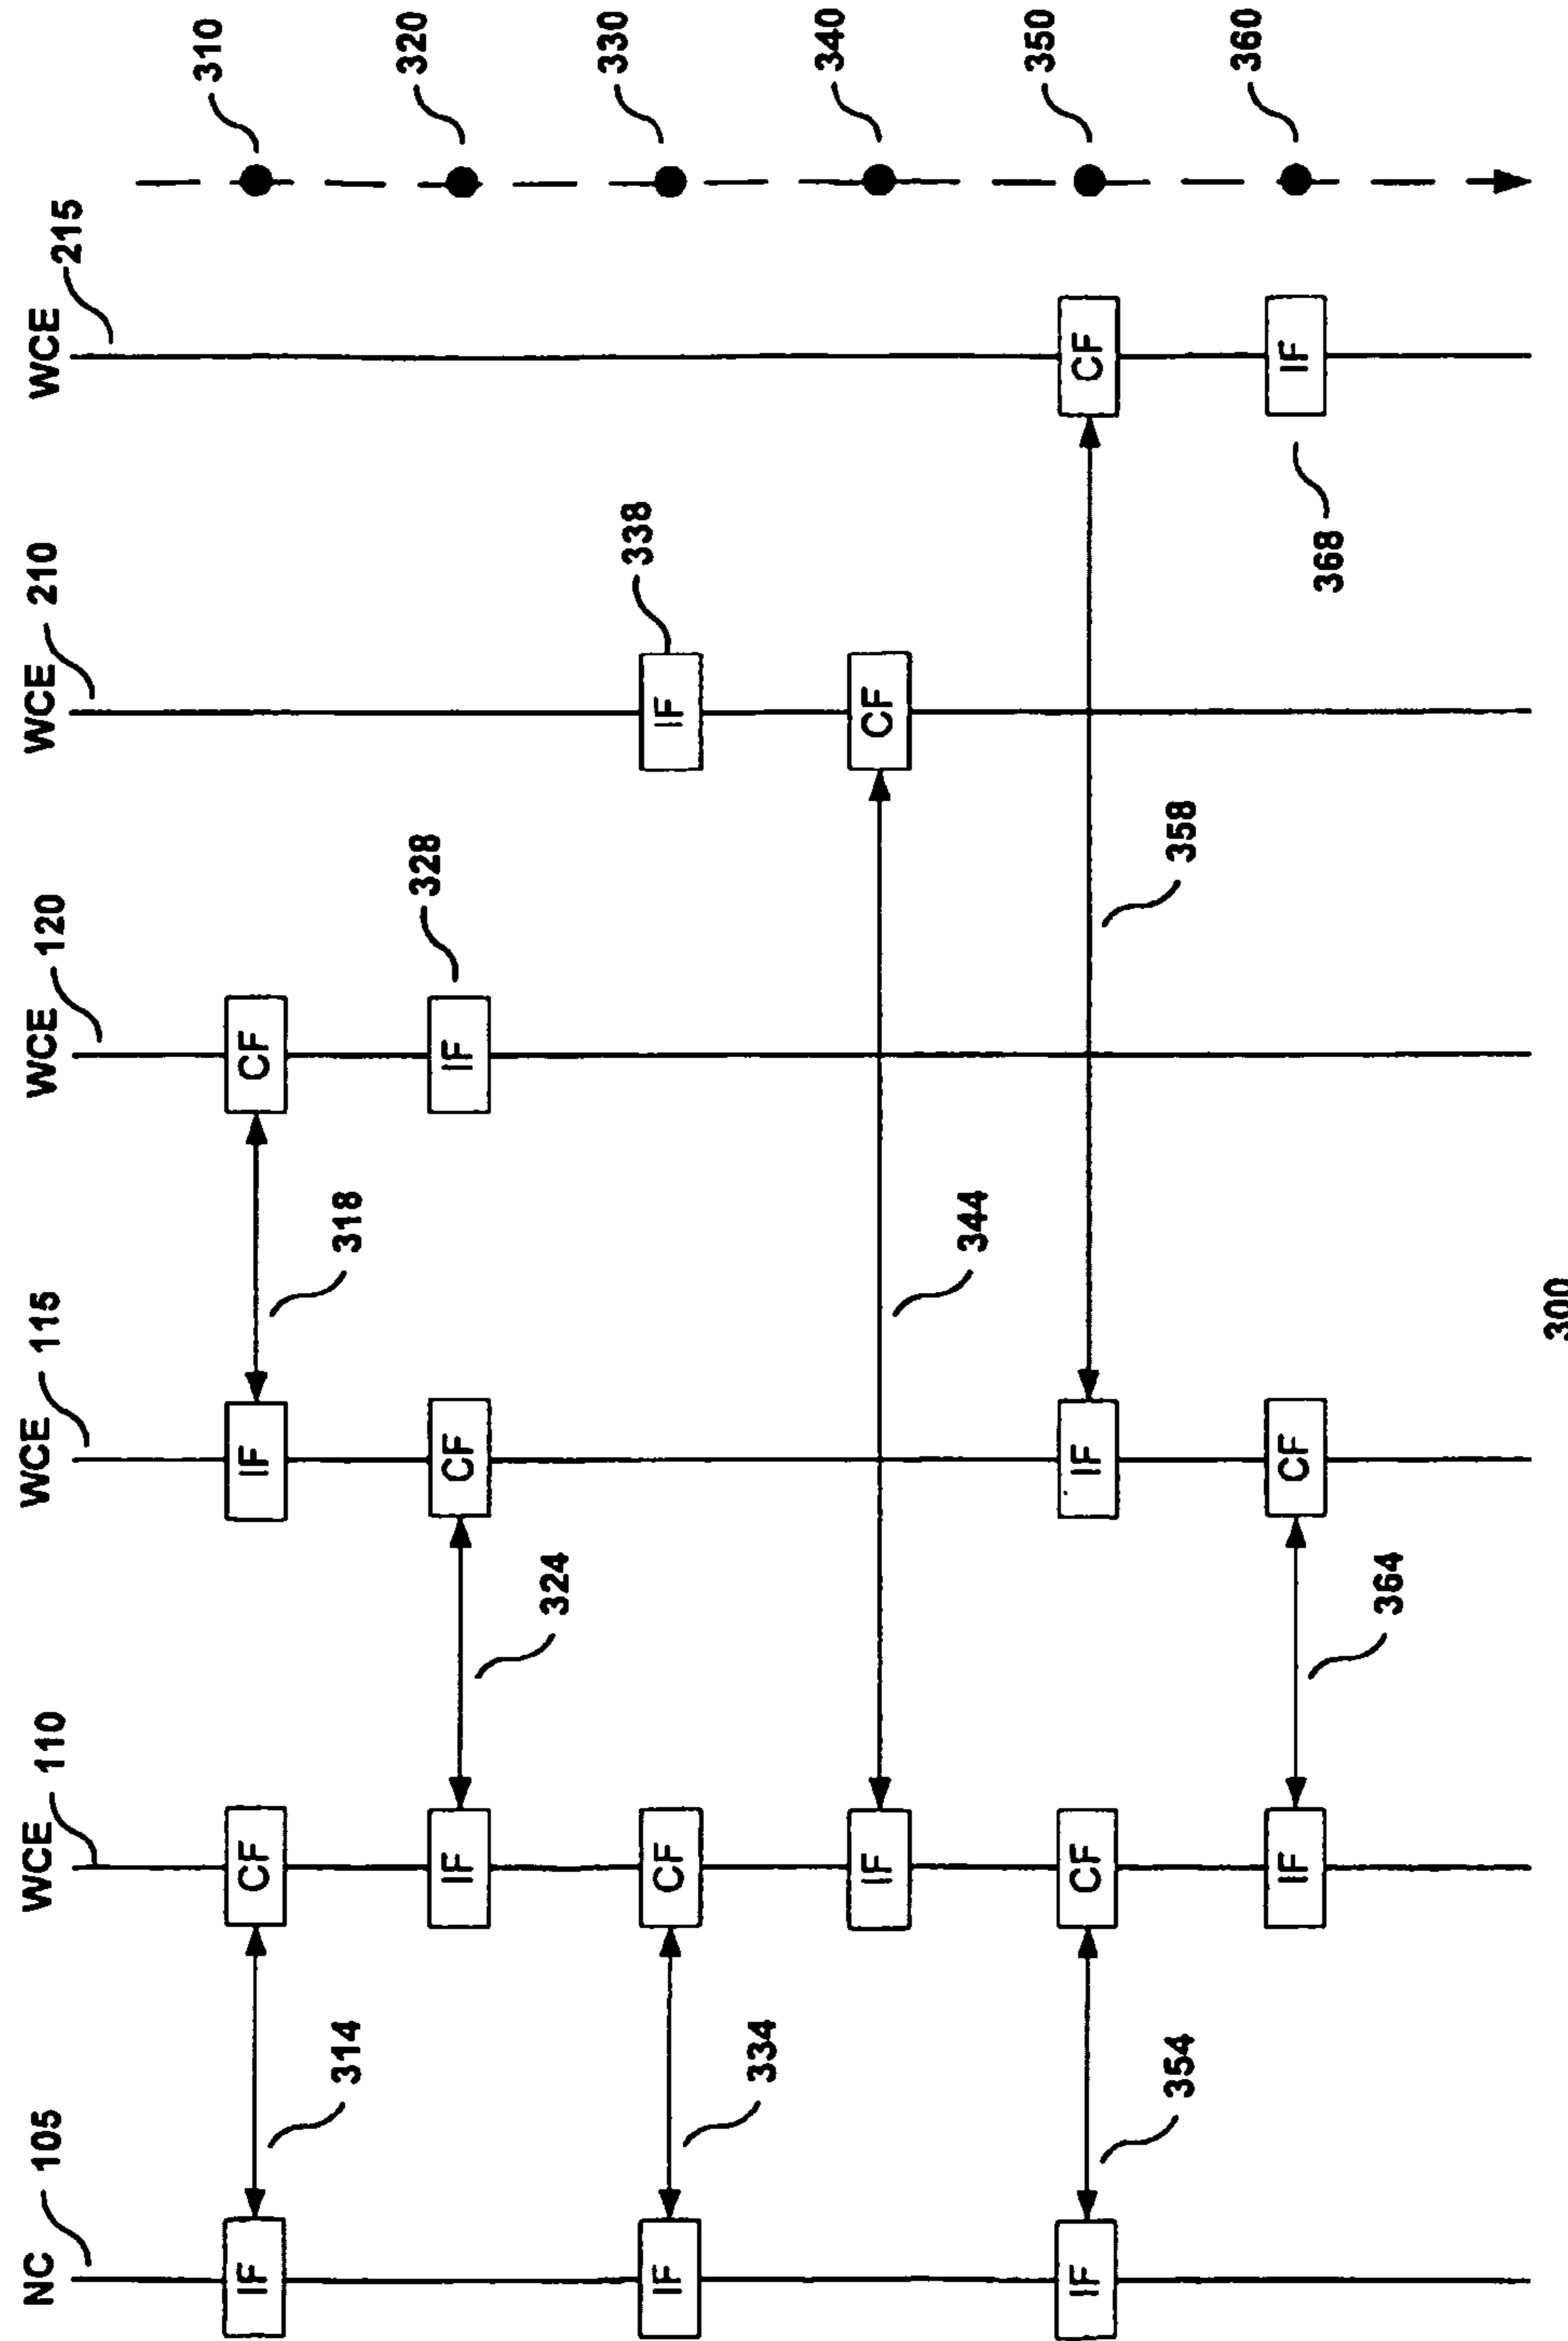 NC 105 WCE 110 WCE 115 WCE 120 WCE 210 WCE 215
310
IF CF IF CF
314 318
320
328
IF CF IF
324
330
338
IF CF IF
334
340
IF CF
344
350
IF CF IF CF
354 358
360
IF CF IF
368
364
300